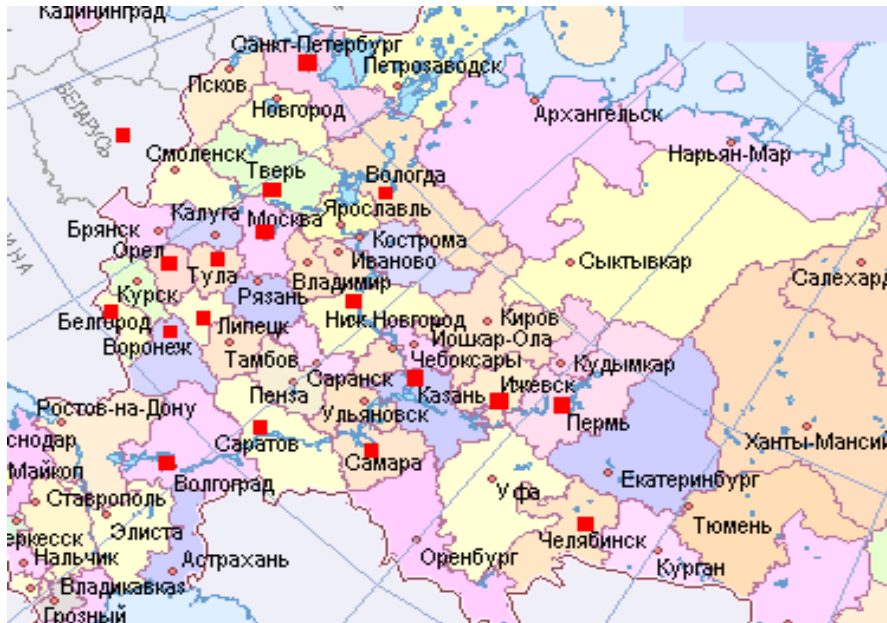 Калининград
Санкт-Петербург
Петрозаводск
Псков
Новгород
БЕЛАРУСЬ
Архангельск
Смоленск
Нарьян-Мар
Тверь
Вологда
Брянск
Калуга
Москва
Ярославль
Кострома
Орел
Тула
Владимир
Иваново
Сыктывкар
Салехард
ИНА
Курск
Рязань
Белгород
Липецк
Ниж.Новгород
Киров
Воронеж
Йошкар-Ола
Тамбов
Чебоксары
Кудымкар
Саранск
Ижевск
Пенза
Казань
Ростов-на-Дону
Ульяновск
Пермь
снодар
Саратов
Ханты-Мансий
Майкоп
Самара
Волгоград
Уфа
Екатеринбург
Ставрополь
Элиста
Тюмень
еркесск
Челябинск
Нальчик
Астрахань
Оренбург
Курган
Владикавказ
Грозный